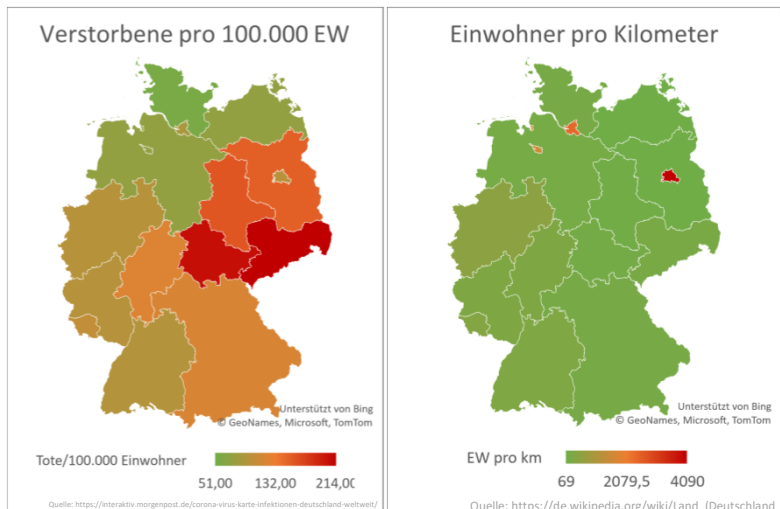 Verstorbene pro 100.000 EW
Unterstützt von Bing
© GeoNames, Microsoft, TomTom
Tote/100.000 Einwohner
51,00 132,00 214,00
Quelle: https://interaktiv.morgenpost.de/corona-virus-karte-infektionen-deutschland-weltweit/
Einwohner pro Kilometer
Unterstützt von Bing
© GeoNames, Microsoft, TomTom
EW pro km
69 2079,5 4090
Quelle: https://de.wikipedia.org/wiki/Land_(Deutschland